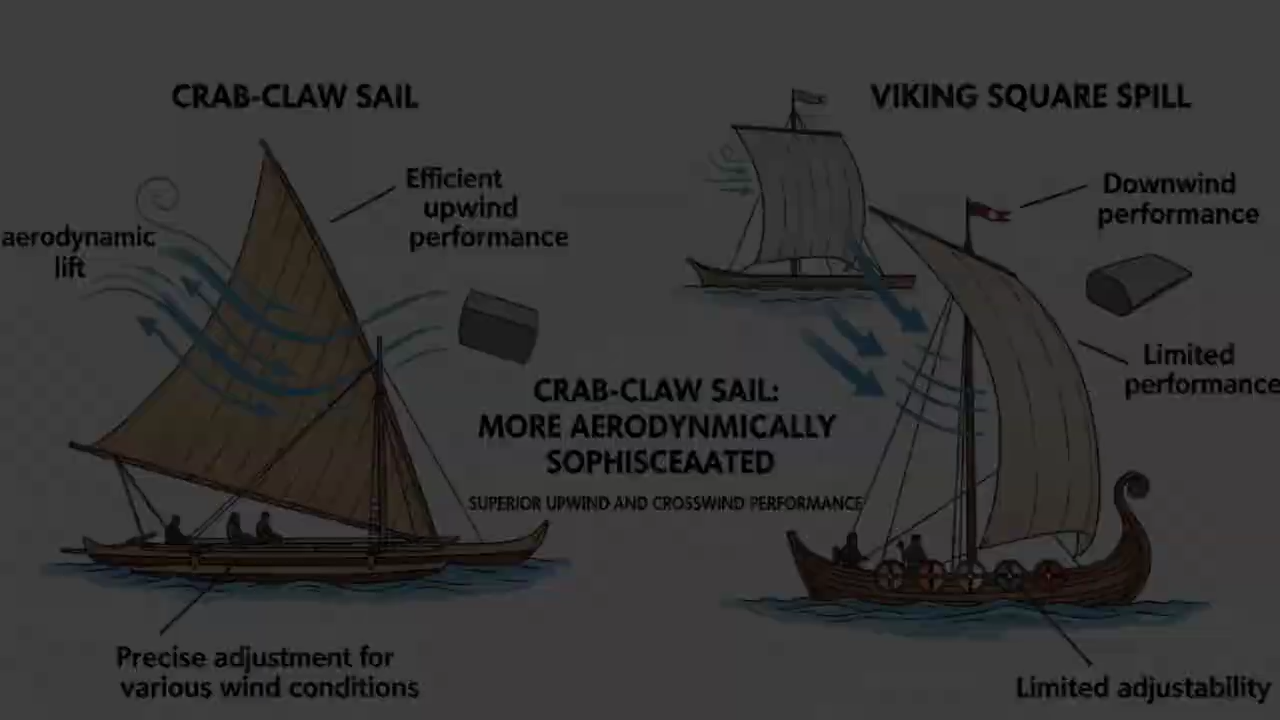 CRAB-CLAW SAIL
Efficient
upwind
performance
aerodynamic
lift
Precise adjustment for
various wind conditions
CRAB-CLAW SAIL:
MORE AERODYNMICALLY
SOPHISCEAATED
SUPERIOR UPWIND AND CROSSWIND PERFORMANCE
VIKING SQUARE SPILL
Downwind
performance
Limited
performance
Limited adjustability